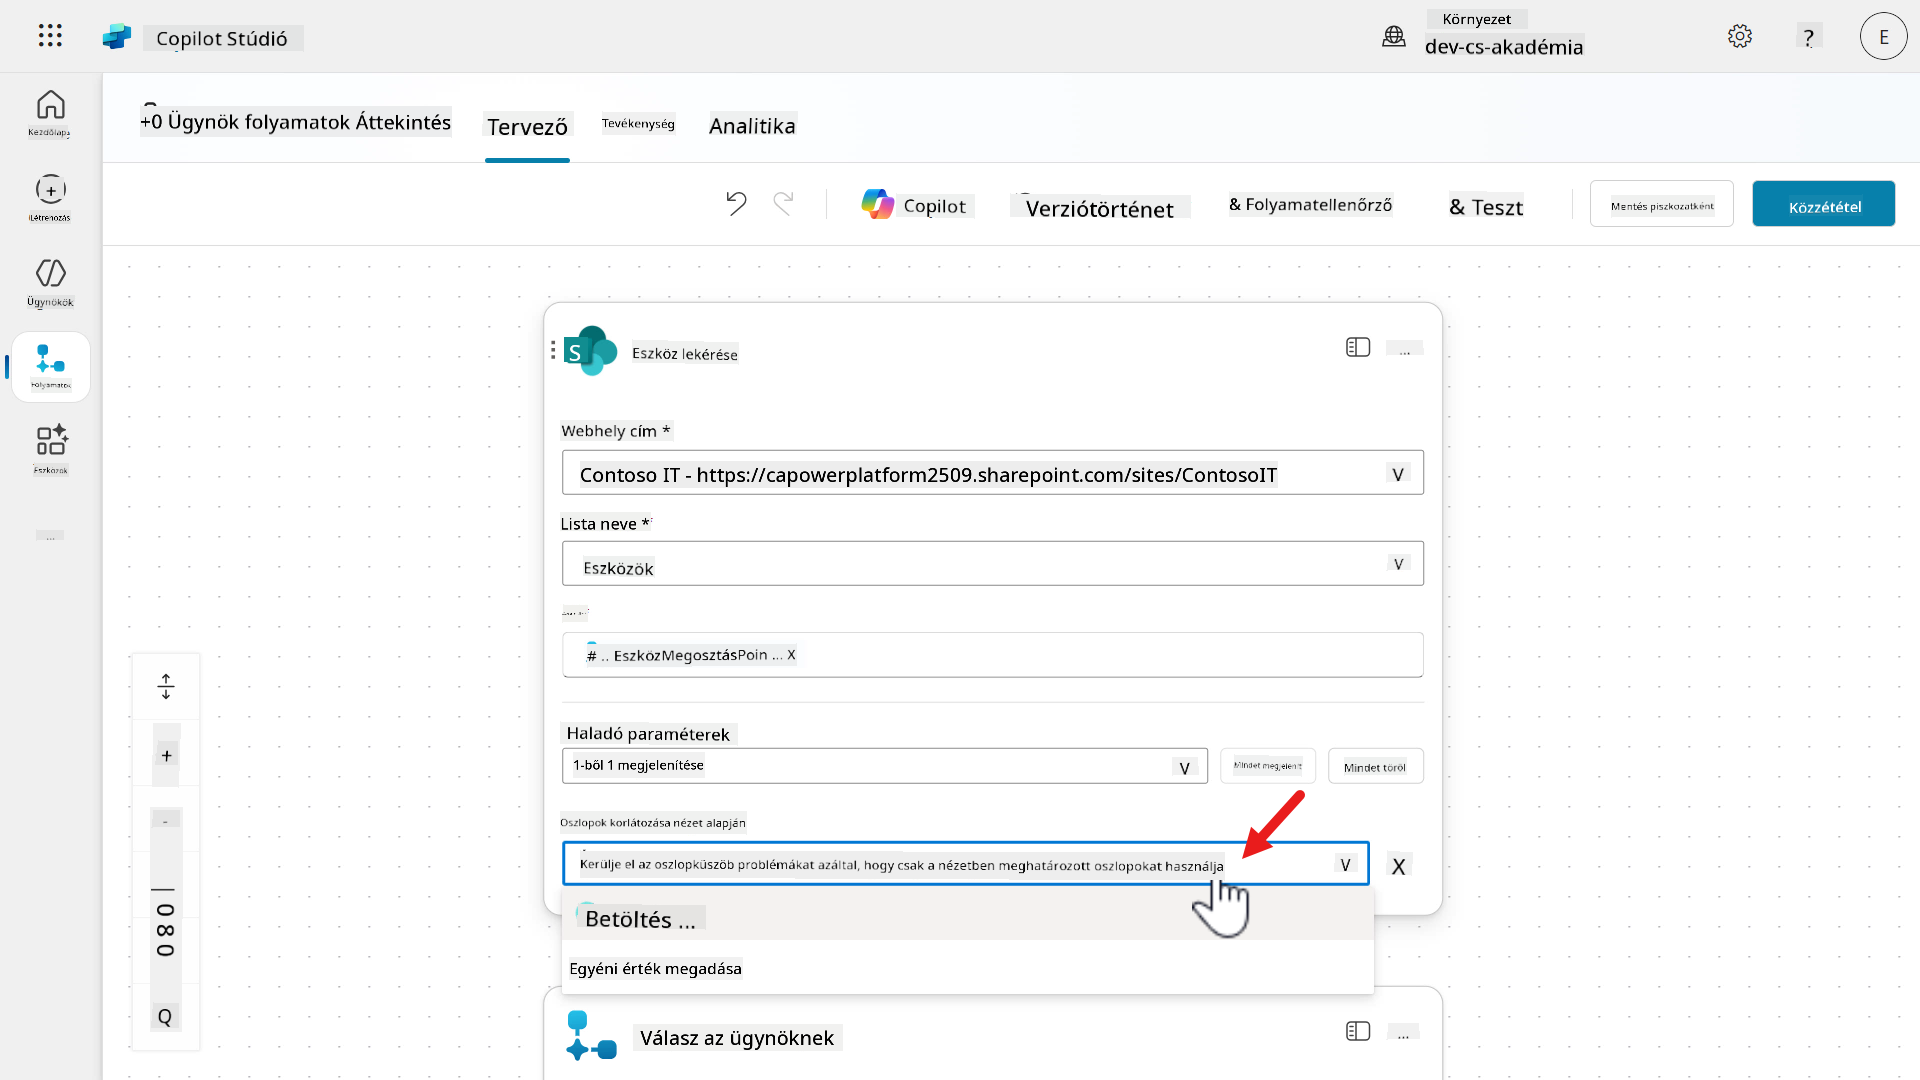 Copilot Stúdió
Környezet
dev-cs-akadémia
?
E
+0 Ügynök folyamatok Áttekintés
Tervező
Tevékenység
Analitika
Kezdőlap
Létrehozás
Ügynökök
Folyamatok
Eszközök
...
Copilot
Verziótörténet
& Folyamatellenőrző
& Teszt
Mentés piszkozatként
Közzététel
S
Eszköz lekérése
...
Webhely cím *
Contoso IT - https://capowerplatform2509.sharepoint.com/sites/ContosoIT
V
Lista neve *
Eszközök
V
# .. EszközMegosztásPoin ... X
Haladó paraméterek
1-ből 1 megjelenítése
V
Mindet megjelenít
Mindet töröl
Oszlopok korlátozása nézet alapján
Kerülje el az oszlopküszöb problémákat azáltal, hogy csak a nézetben meghatározott oszlopokat használja
V
X
Betöltés ...
Egyéni érték megadása
Válasz az ügynöknek
...
+
-
| 0 8 0
Q